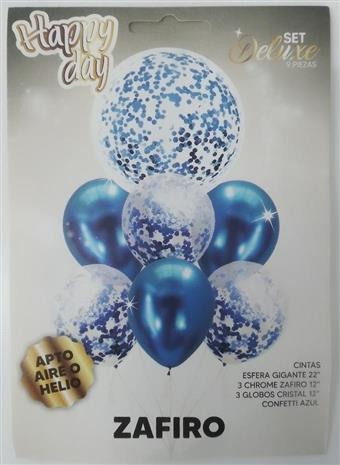 Happy
day
SET
Deluxe
9 PIEZAS
APTO
AIRE O
HELIO
CINTAS
ESFERA GIGANTE 22"
3 CHROME ZAFIRO 12"
3 GLOBOS CRISTAL 12"
CONFETTI AZUL
ZAFIRO